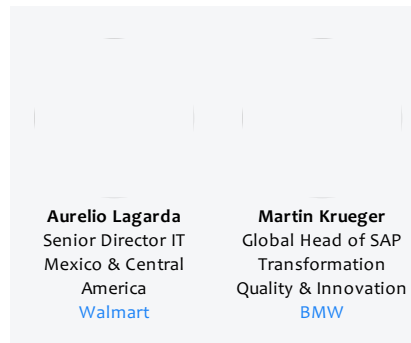 Aurelio Lagarda
Senior Director IT
Mexico & Central
America
Walmart
Martin Krueger
Global Head of SAP
Transformation
Quality & Innovation
BMW